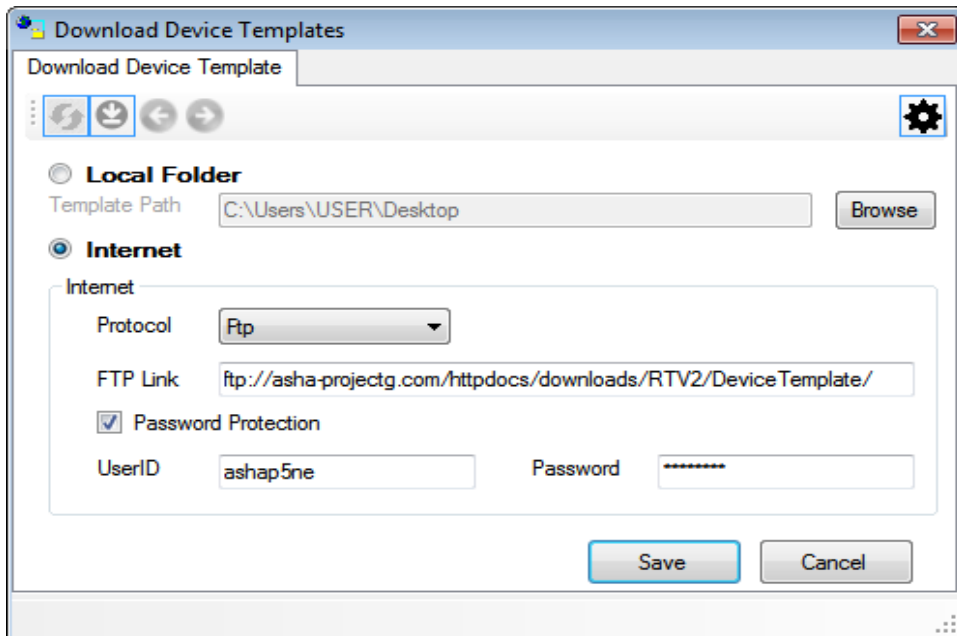 Download Device Templates
Download Device Template
Local Folder
Template Path C:\Users\USER\Desktop Browse
Internet
Internet
Protocol Ftp
FTP Link ftp://asha-projectg.com/httpdocs/downloads/RTV2/DeviceTemplate/
Password Protection
UserID ashap5ne Password ********
Save Cancel